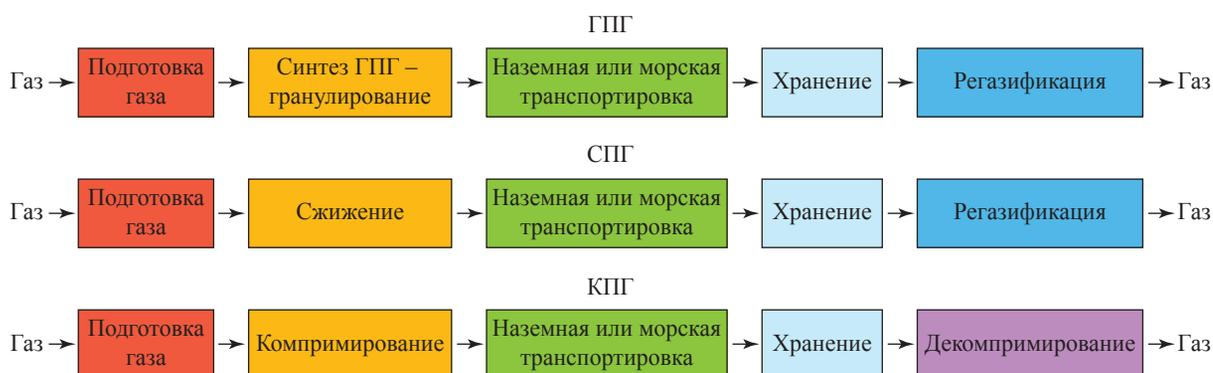 ГПГ
Газ
Подготовка
газа
Синтез ГПГ –
гранулирование
Наземная или морская
транспортировка
Хранение
Регазификация
Газ
СПГ
Газ
Подготовка
газа
Сжижение
Наземная или морская
транспортировка
Хранение
Регазификация
Газ
КПГ
Газ
Подготовка
газа
Компримирование
Наземная или морская
транспортировка
Хранение
Декомпримирование
Газ